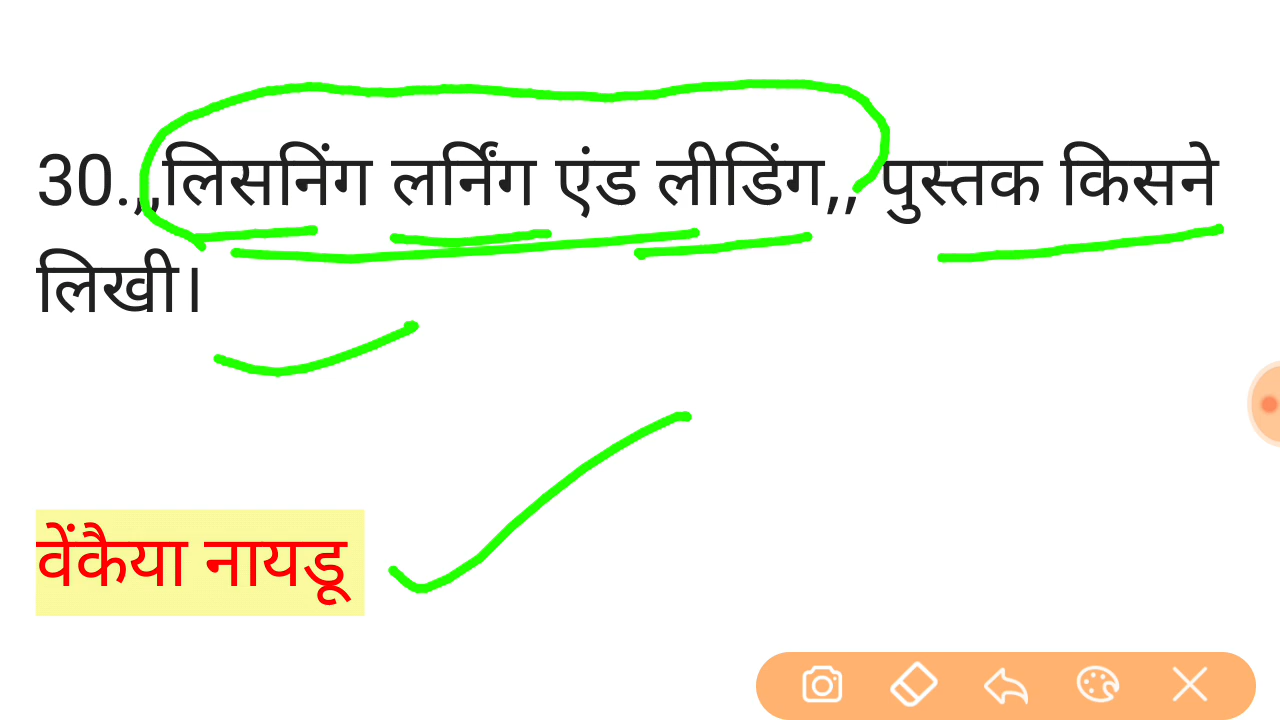 30.,,लिसनिंग लर्निंग एंड लीडिंग,, पुस्तक किसने
लिखी।
वेंकैया नायडू